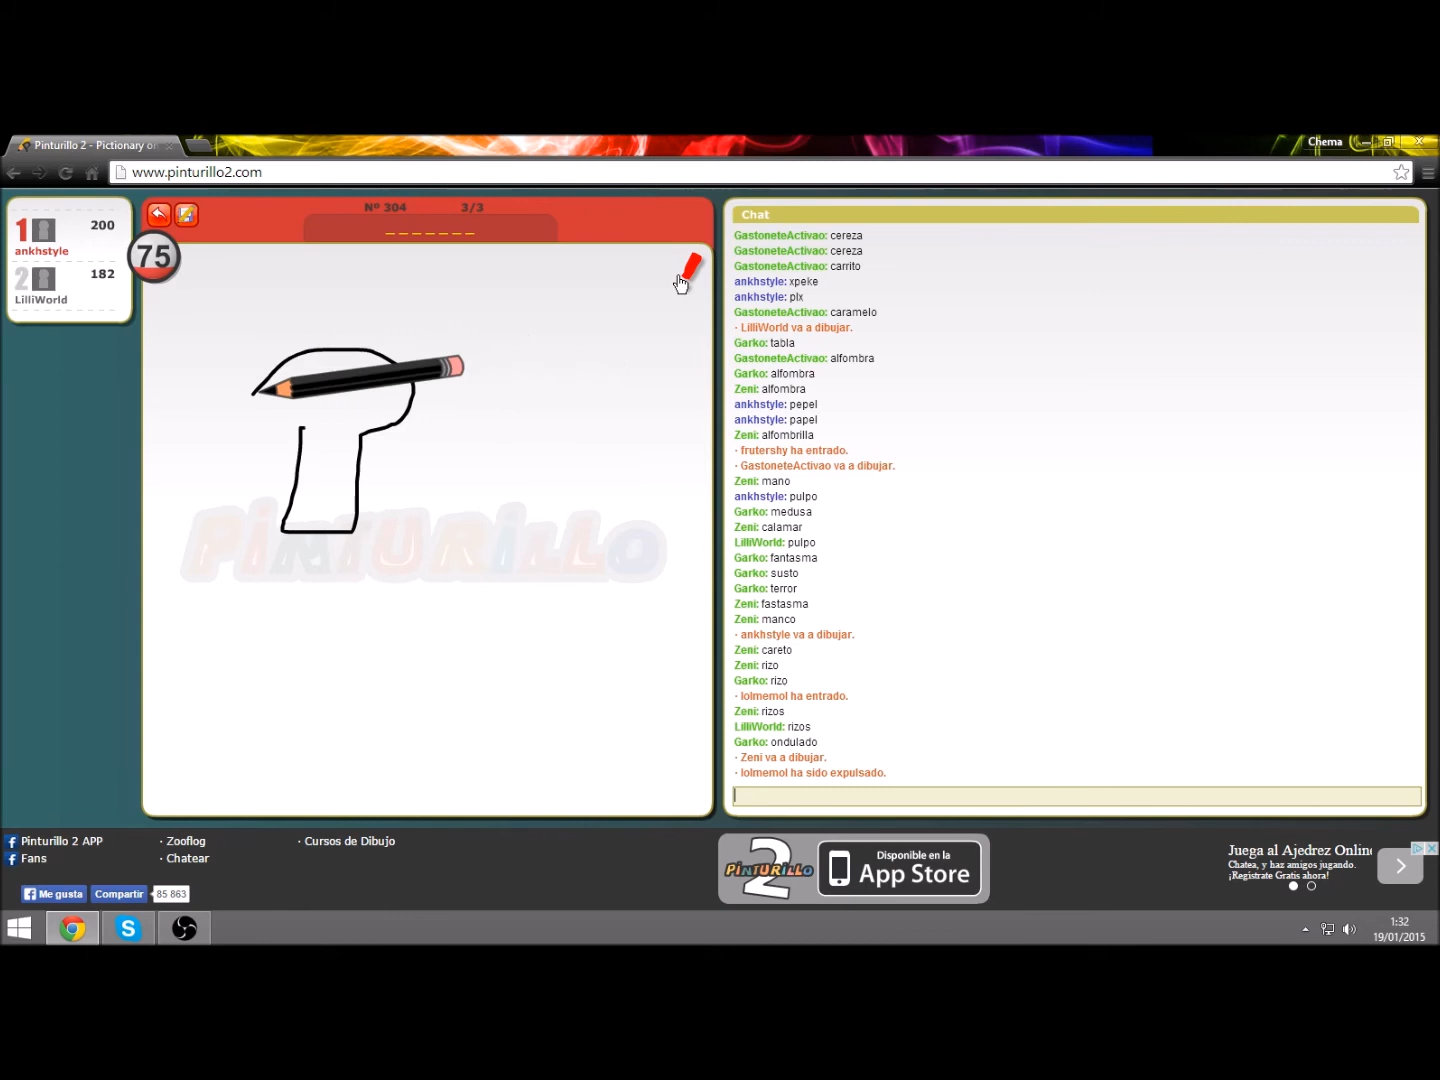 Pinturillo 2 - Pictionary on
Chema
www.pinturillo2.com
1 200
ankhstyle
2 182
LilliWorld
75
Nº 304 3/3
_ _ _ _ _ _ _
PiNTURiLLO
Chat
GastoneteActivao: cereza
GastoneteActivao: cereza
GastoneteActivao: carrito
ankhstyle: xpeke
ankhstyle: plx
GastoneteActivao: caramelo
· LilliWorld va a dibujar.
Garko: tabla
GastoneteActivao: alfombra
Garko: alfombra
Zeni: alfombra
ankhstyle: pepel
ankhstyle: papel
Zeni: alfombrilla
· frutershy ha entrado.
· GastoneteActivao va a dibujar.
Zeni: mano
ankhstyle: pulpo
Garko: medusa
Zeni: calamar
LilliWorld: pulpo
Garko: fantasma
Garko: susto
Garko: terror
Zeni: fastasma
Zeni: manco
· ankhstyle va a dibujar.
Zeni: careto
Zeni: rizo
Garko: rizo
· lolmemol ha entrado.
Zeni: rizos
LilliWorld: rizos
Garko: ondulado
· Zeni va a dibujar.
· lolmemol ha sido expulsado.
Pinturillo 2 APP
Fans
· Zooflog
· Chatear
· Cursos de Dibujo
Me gusta Compartir 85 863
PiNTURiLLO 2
Disponible en la
App Store
Juega al Ajedrez Online
Chatea, y haz amigos jugando.
¡Registrate Gratis ahora!
1:32
19/01/2015